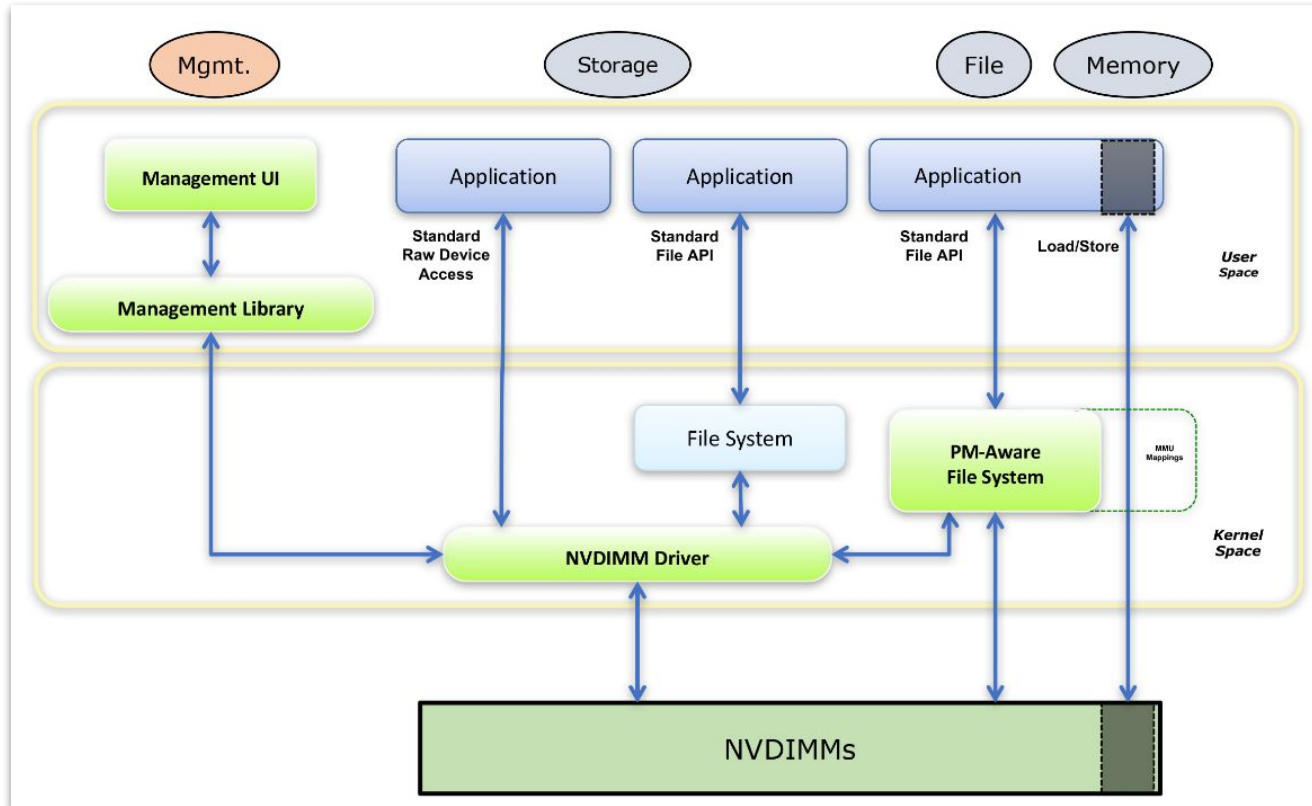 Mgmt.
Storage
File
Memory
Management UI
Application
Application
Application
Standard
Raw Device
Access
Standard
File API
Standard
File API
Load/Store
User
Space
Management Library
File System
PM-Aware
File System
MMU
Mappings
NVDIMM Driver
Kernel
Space
NVDIMMs